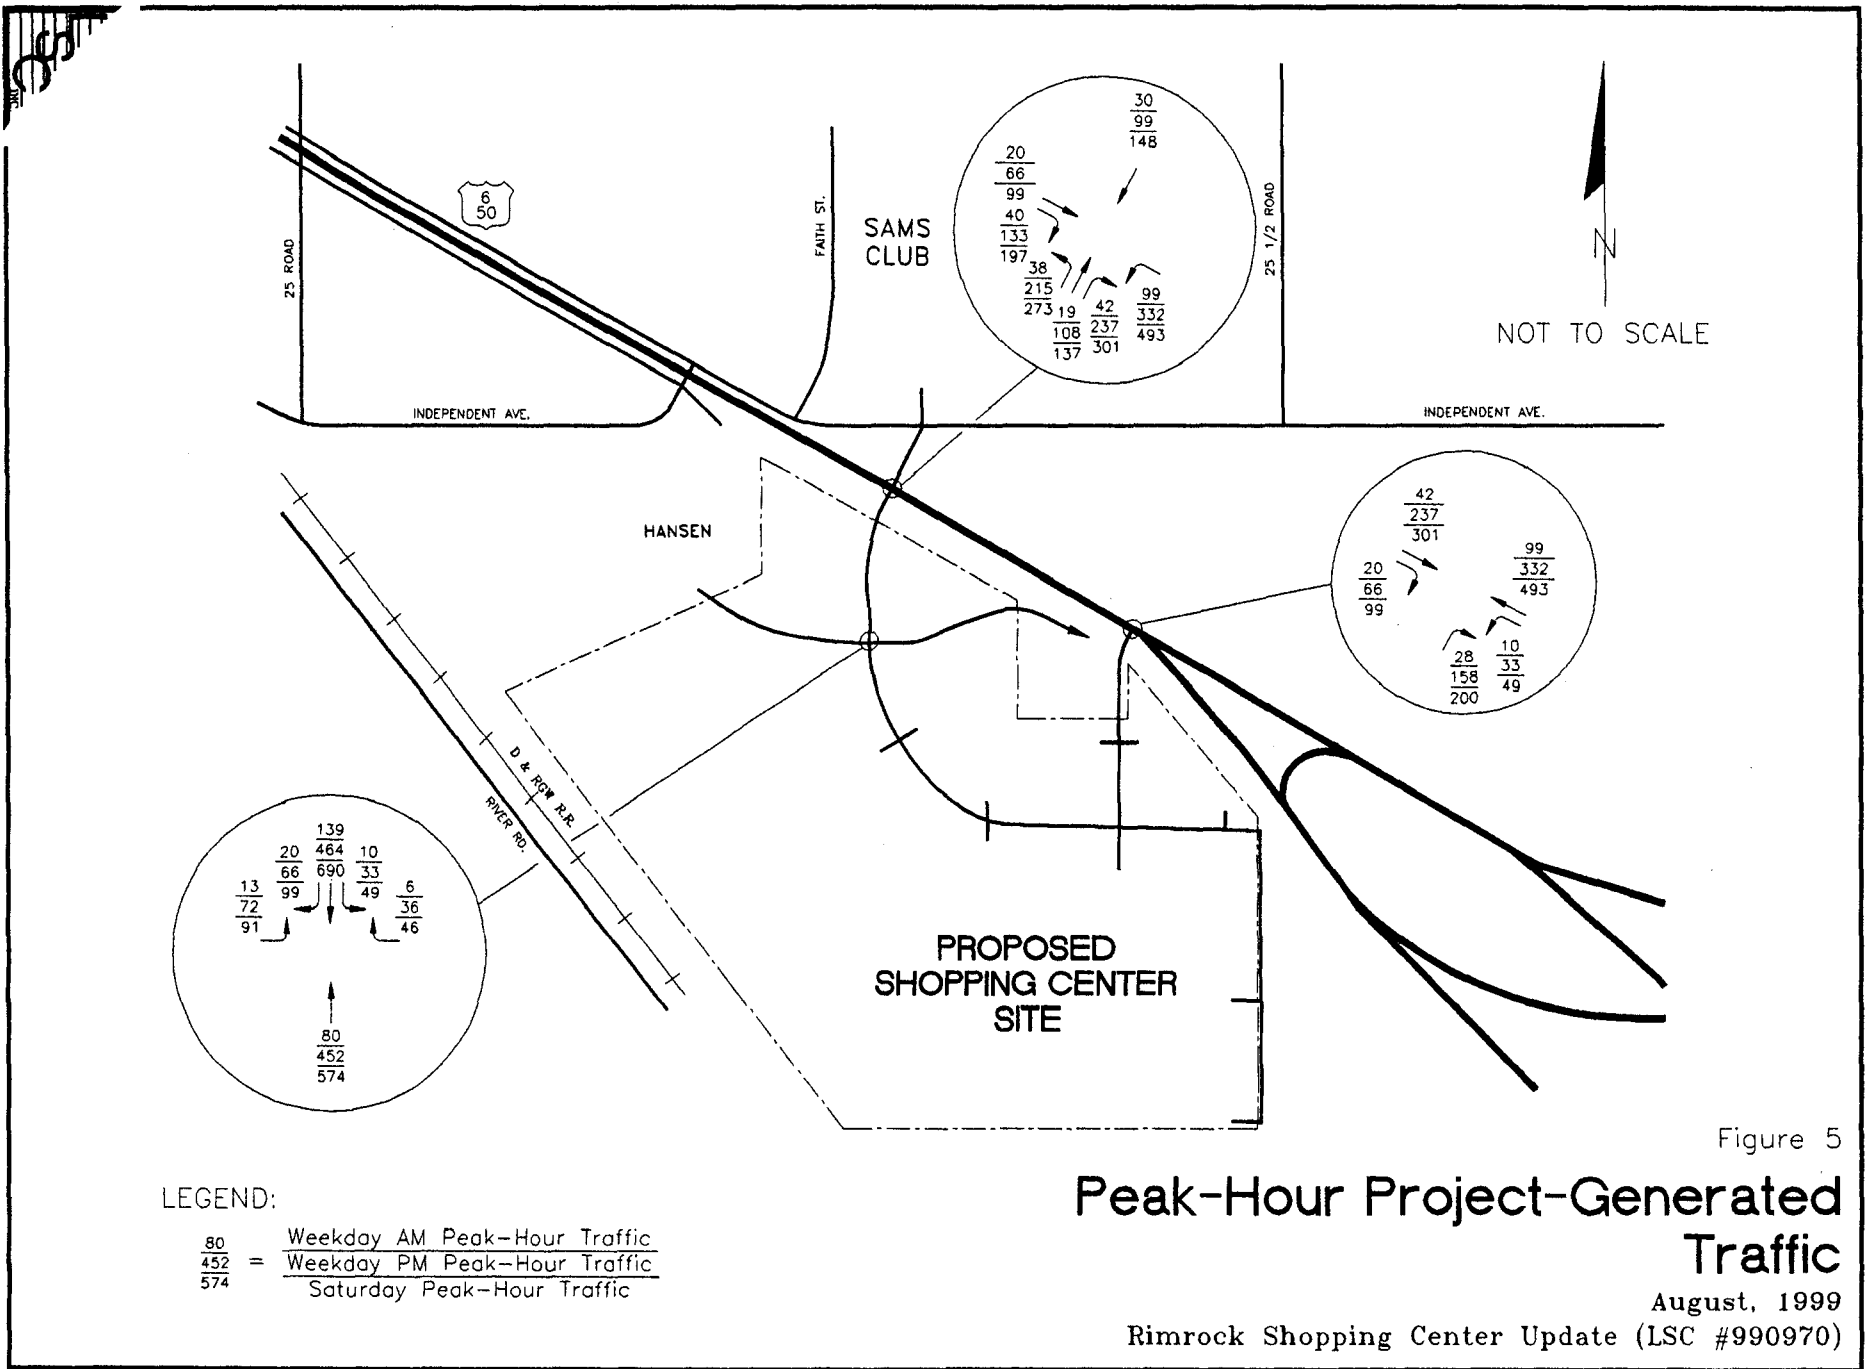 LSC
6
50
25 ROAD
FAITH ST.
SAMS
CLUB
25 1/2 ROAD
30
99
148
20
66
99
40
133
197
38
215
273
19
108
137
42
237
301
99
332
493
N
NOT TO SCALE
INDEPENDENT AVE.
INDEPENDENT AVE.
HANSEN
42
237
301
20
66
99
99
332
493
28
158
200
10
33
49
D & RGW R.R.
RIVER RD.
139
464
690
20
66
99
10
33
49
13
72
91
6
36
46
80
452
574
PROPOSED
SHOPPING CENTER
SITE
LEGEND:
80
452
574
=
Weekday AM Peak-Hour Traffic
Weekday PM Peak-Hour Traffic
Saturday Peak-Hour Traffic
Figure 5
Peak-Hour Project-Generated
Traffic
August, 1999
Rimrock Shopping Center Update (LSC #990970)